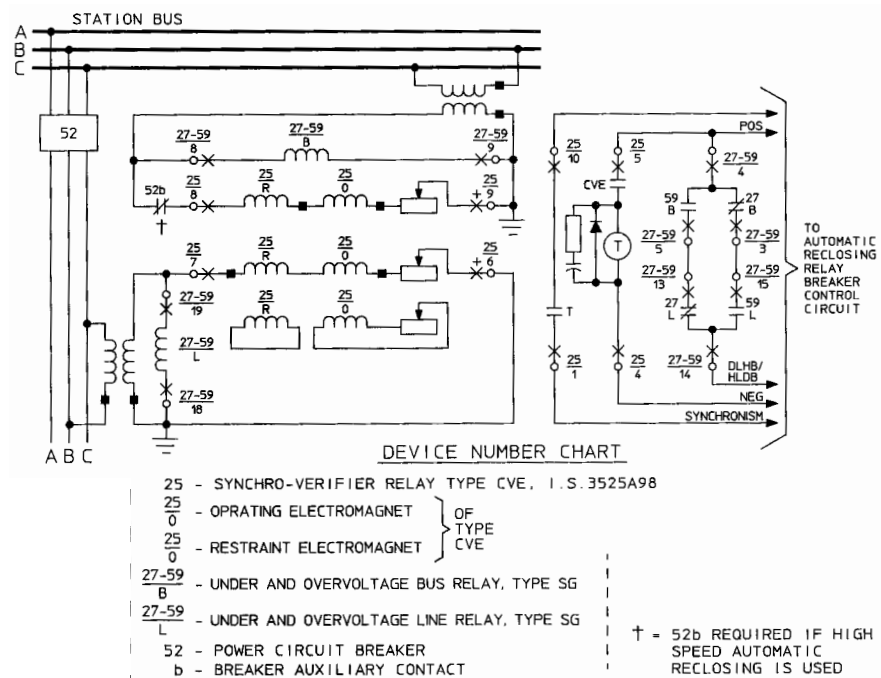 STATION BUS
A
B
C
52
27-59
8
27-59
B
27-59
9
52b
†
25
8
25
R
25
0
+
25
9
25
7
25
R
25
0
+
25
6
27-59
19
25
R
25
0
27-59
L
27-59
18
A B C
25
10
25
5
POS
27-59
4
CVE
59
B
27
B
27-59
5
27-59
3
T
27-59
13
27-59
15
T
27
L
59
L
25
1
25
4
27-59
14
DLHB/
HLDB
NEG
SYNCHRONISM
TO
AUTOMATIC
RECLOSING
RELAY
BREAKER
CONTROL
CIRCUIT
DEVICE NUMBER CHART
25 - SYNCHRO-VERIFIER RELAY TYPE CVE, I.S.3525A98
25
0 - OPRATING ELECTROMAGNET
25
0 - RESTRAINT ELECTROMAGNET
OF
TYPE
CVE
27-59
B - UNDER AND OVERVOLTAGE BUS RELAY, TYPE SG
27-59
L - UNDER AND OVERVOLTAGE LINE RELAY, TYPE SG
52 - POWER CIRCUIT BREAKER
b - BREAKER AUXILIARY CONTACT
† = 52b REQUIRED IF HIGH
SPEED AUTOMATIC
RECLOSING IS USED